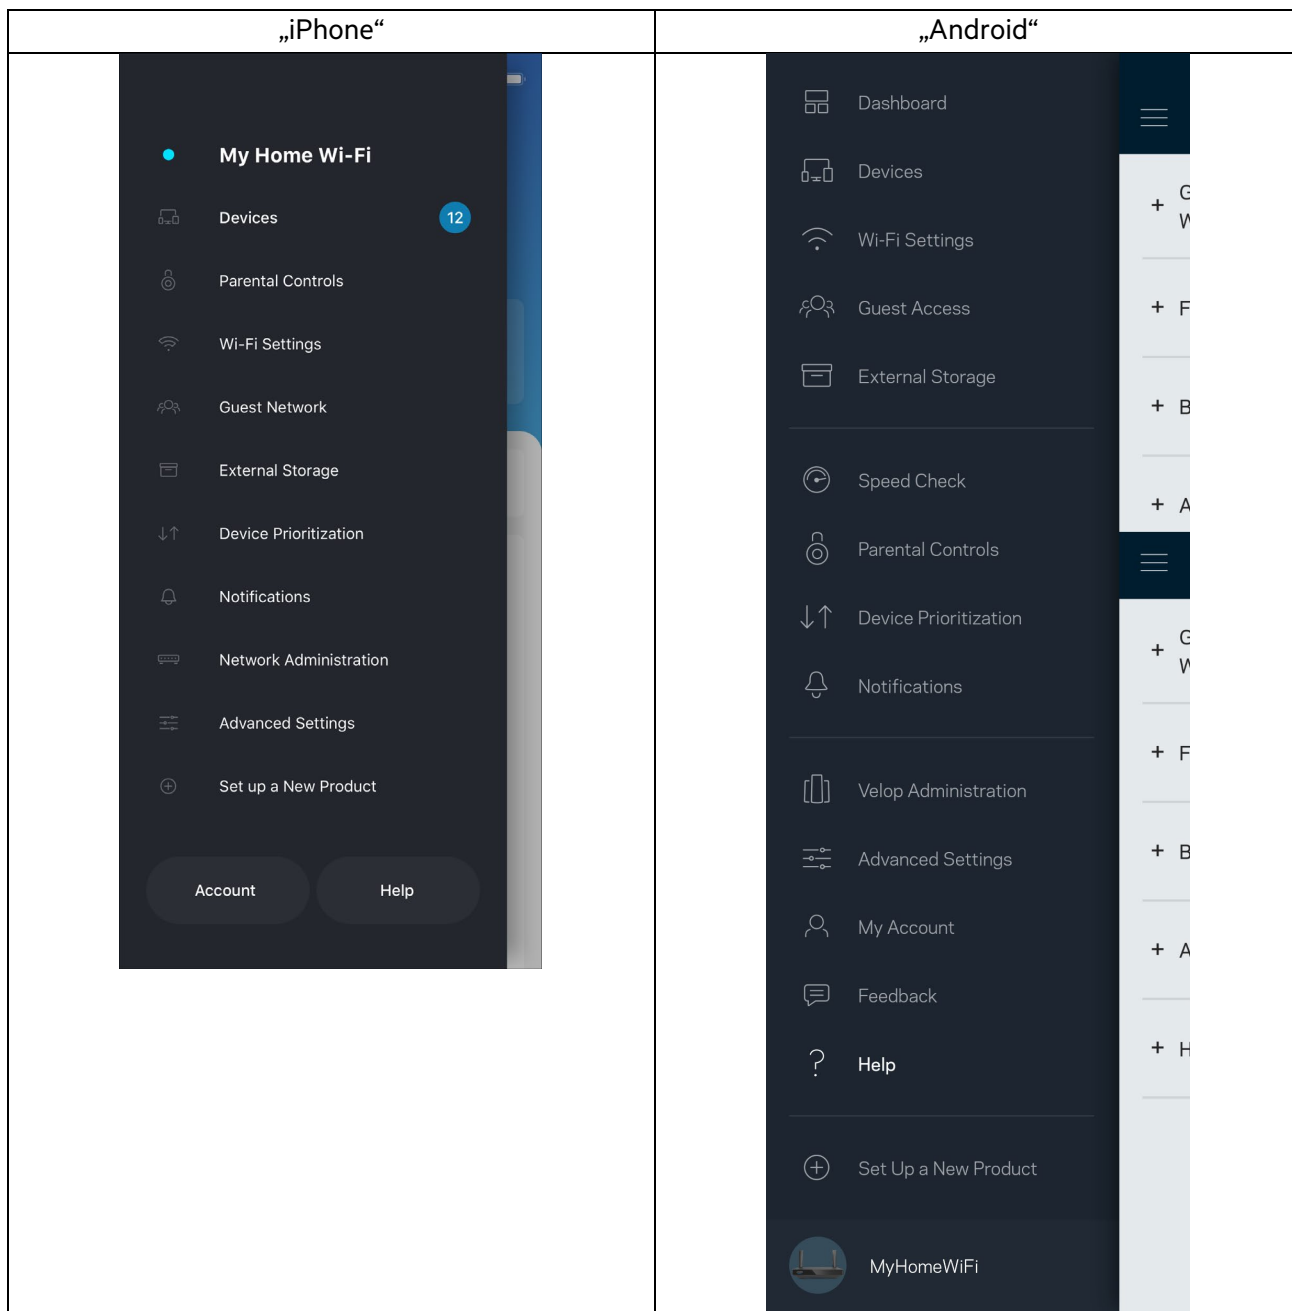 „iPhone“
„Android“
My Home Wi-Fi
Devices
12
Parental Controls
Wi-Fi Settings
Guest Network
External Storage
Device Prioritization
Notifications
Network Administration
Advanced Settings
Set up a New Product
Account
Help
Dashboard
Devices
Wi-Fi Settings
Guest Access
External Storage
Speed Check
Parental Controls
Device Prioritization
Notifications
Velop Administration
Advanced Settings
My Account
Feedback
? Help
Set Up a New Product
MyHomeWiFi
+ G
+ F
+ B
+ A
+ G
+ F
+ B
+ A
+ H